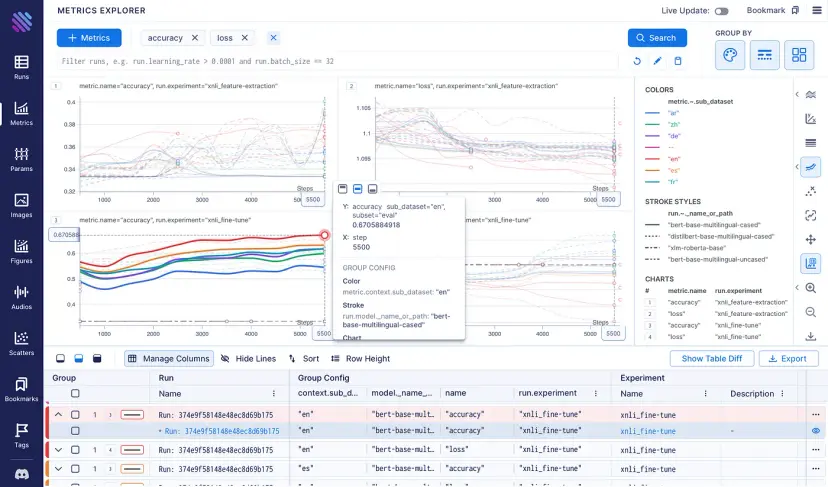 METRICS EXPLORER
Live Update:
Bookmark
Runs
Metrics
Params
Images
Figures
Audios
Scatters
Bookmarks
Tags
+ Metrics
accuracy ×
loss ×
×
Search
GROUP BY
Filter runs, e.g. run.learning_rate > 0.0001 and run.batch_size == 32
1 metric.name="accuracy", run.experiment="xnli_feature-extraction"
0.4
0.38
0.36
0.34
0.32
1000 2000 3000 4000 5500
Steps
2 metric.name="loss", run.experiment="xnli_feature-extraction"
1.105
1.1
1.095
1000 2000 3000 4000 5500
Steps
3 metric.name="accuracy", run.experiment="xnli_fine-tune"
0.670588
0.6
0.5
0.4
1000 2000 3000 4000 5000 5500
Steps
xnli_fine-tune"
4000 5500
Steps
Y: accuracy sub_dataset="en",
subset="eval"
0.6705884918
X: step
5500
GROUP CONFIG
Color
metric.context.sub_dataset: "en"
Stroke
run.model._name_or_path: "bert-
base-multilingual-cased"
Chart
COLORS
metric.~.sub_dataset
"ar"
"zh"
"de"
--
"en"
"es"
"fr"
STROKE STYLES
run.~._name_or_path
"bert-base-multilingual-cased"
"distilbert-base-multilingual-cased"
"xlm-roberta-base"
"bert-base-multilingual-uncased"
CHARTS
# metric.name run.experiment
1 "accuracy" "xnli_feature-extraction"
2 "loss" "xnli_feature-extraction"
3 "accuracy" "xnli_fine-tune"
4 "loss" "xnli_fine-tune"
Manage Columns
Hide Lines
Sort
Row Height
Show Table Diff
Export
Group Run Group Config Experiment
Name context.sub_d... model._name_... name run.experiment Name Description
1 3 Run: 374e9f58148e48ec8d69b175 "en" "bert-base-mult... "accuracy" "xnli_fine-tune" xnli_fine-tune
• Run: 374e9f58148e48ec8d69b175 "en" "bert-base-mult... "accuracy" "xnli_fine-tune" xnli_fine-tune -
1 4 Run: 374e9f58148e48ec8d69b175 "en" "bert-base-mult... "loss" "xnli_fine-tune" xnli_fine-tune
1 3 Run: 374e9f58148e48ec8d69b175 "es" "bert-base-mult... "accuracy" "xnli_fine-tune" xnli_fine-tune